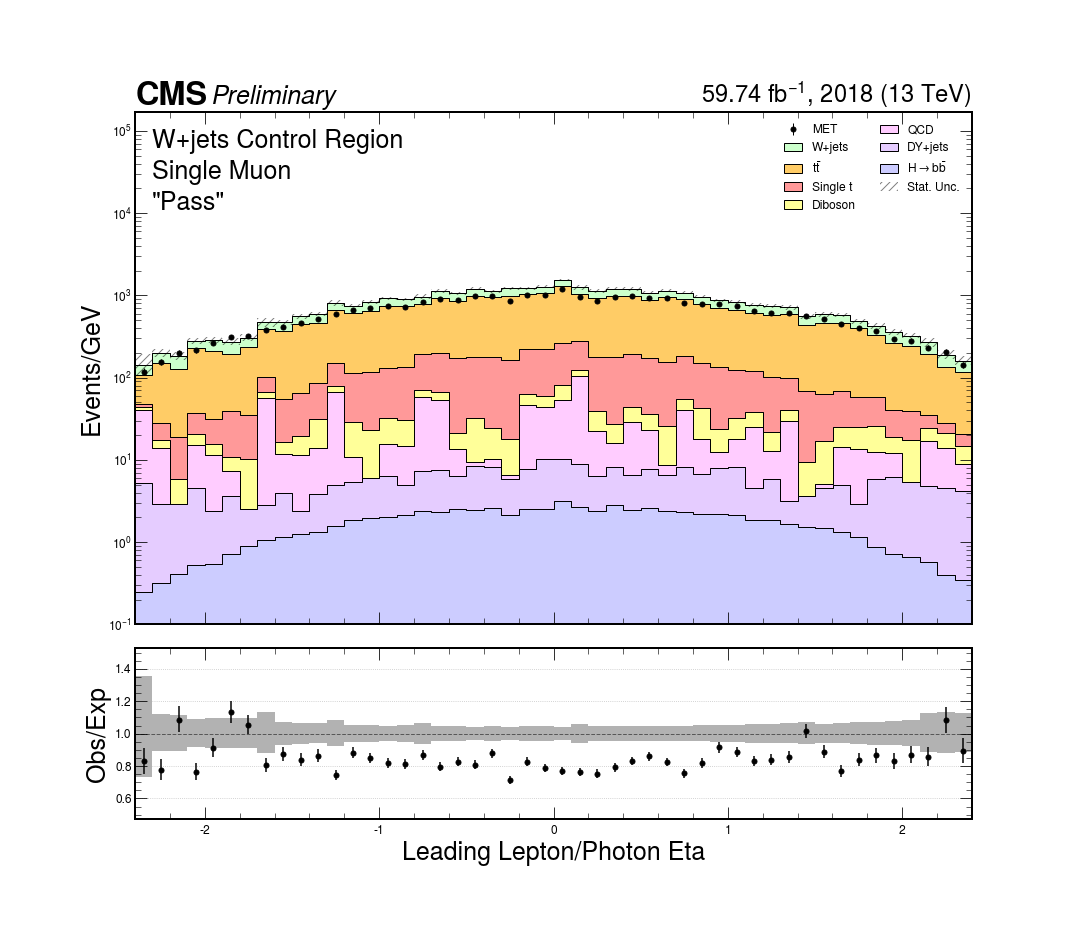 CMS Preliminary
59.74 fb⁻¹, 2018 (13 TeV)
W+jets Control Region
Single Muon
"Pass"
MET
W+jets
tt̄
Single t
Diboson
QCD
DY+jets
H→bb̄
Stat. Unc.
Events/GeV
10⁵
10⁴
10³
10²
10¹
10⁰
10⁻¹
Obs/Exp
1.4
1.2
1.0
0.8
0.6
-2 -1 0 1 2
Leading Lepton/Photon Eta